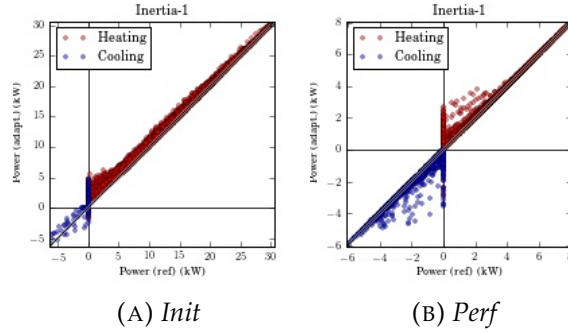 Inertia-1
Heating
Cooling
Power (adapt.) (kW)
30
25
20
15
10
5
0
−5
−5
0
5
10
15
20
25
30
Power (ref) (kW)
(A) Init
Inertia-1
Heating
Cooling
Power (adapt.) (kW)
8
6
4
2
0
−2
−4
−6
−6
−4
−2
0
2
4
6
8
Power (ref) (kW)
(B) Perf